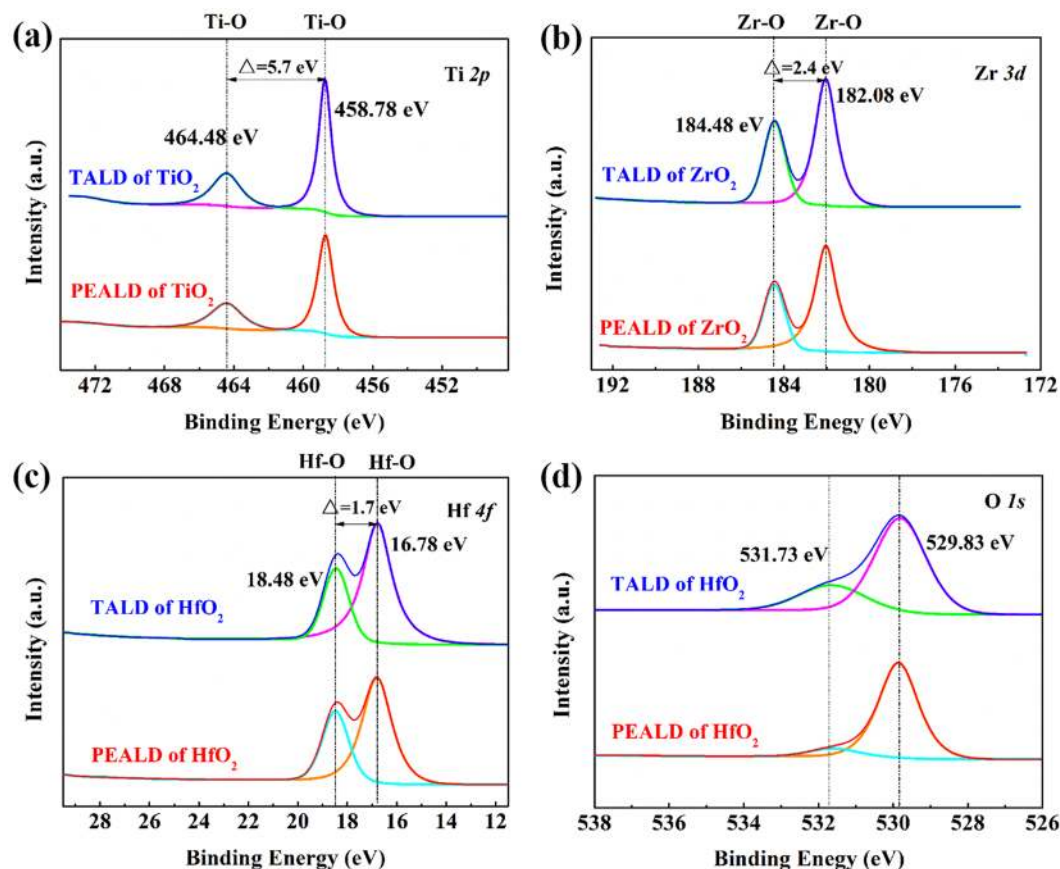 (a)
Ti-O Ti-O
△=5.7 eV
Ti 2p
458.78 eV
464.48 eV
TALD of TiO₂
PEALD of TiO₂
Intensity (a.u.)
472 468 464 460 456 452
Binding Energy (eV)
(b)
Zr-O Zr-O
△=2.4 eV
Zr 3d
182.08 eV
184.48 eV
TALD of ZrO₂
PEALD of ZrO₂
Intensity (a.u.)
192 188 184 180 176 172
Binding Enegy (eV)
(c)
Hf-O Hf-O
△=1.7 eV
Hf 4f
16.78 eV
18.48 eV
TALD of HfO₂
PEALD of HfO₂
Intensity (a.u.)
28 26 24 22 20 18 16 14 12
Binding Energy (eV)
(d)
O 1s
531.73 eV
529.83 eV
TALD of HfO₂
PEALD of HfO₂
Intensity (a.u.)
538 536 534 532 530 528 526
Binding Enegy (eV)